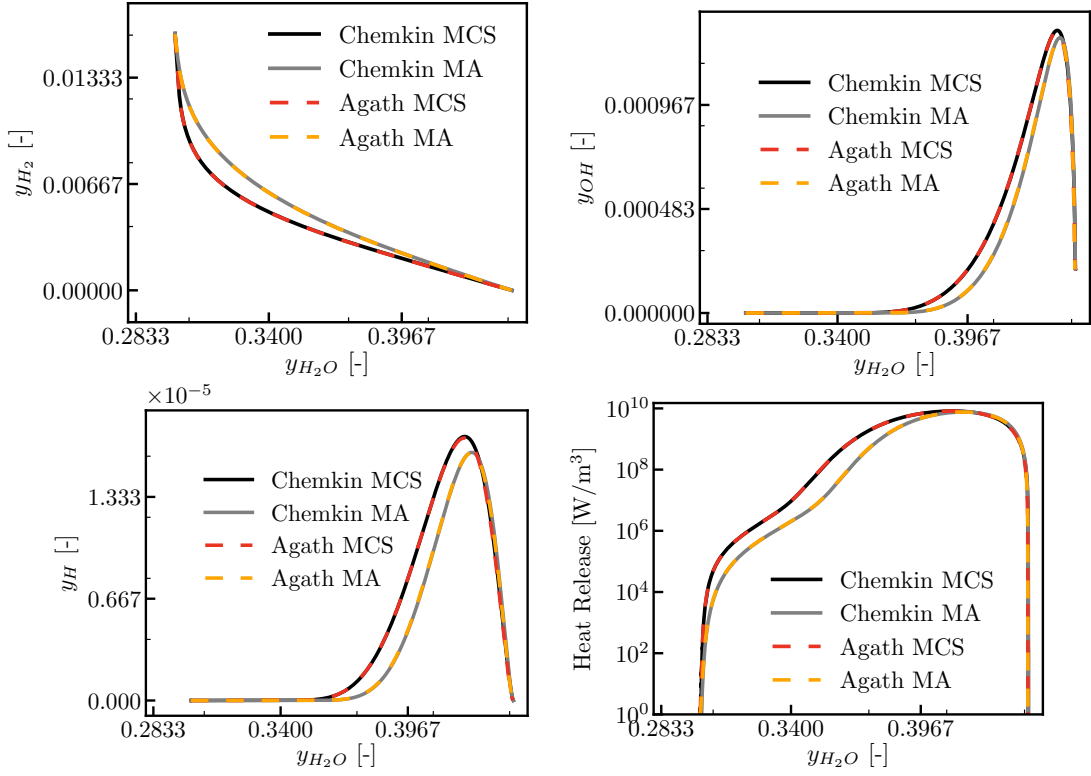 Chemkin MCS
Chemkin MA
Agath MCS
Agath MA
0.01333
0.00667
0.00000
y_{H_2} [-]
0.2833 0.3400 0.3967
y_{H_2O} [-]
Chemkin MCS
Chemkin MA
Agath MCS
Agath MA
0.000967
0.000483
0.000000
y_{OH} [-]
0.2833 0.3400 0.3967
y_{H_2O} [-]
×10^{-5}
Chemkin MCS
Chemkin MA
Agath MCS
Agath MA
1.333
0.667
0.000
y_H [-]
0.2833 0.3400 0.3967
y_{H_2O} [-]
10^{10}
10^8
10^6
10^4
10^2
10^0
Heat Release [W/m^3]
Chemkin MCS
Chemkin MA
Agath MCS
Agath MA
0.2833 0.3400 0.3967
y_{H_2O} [-]